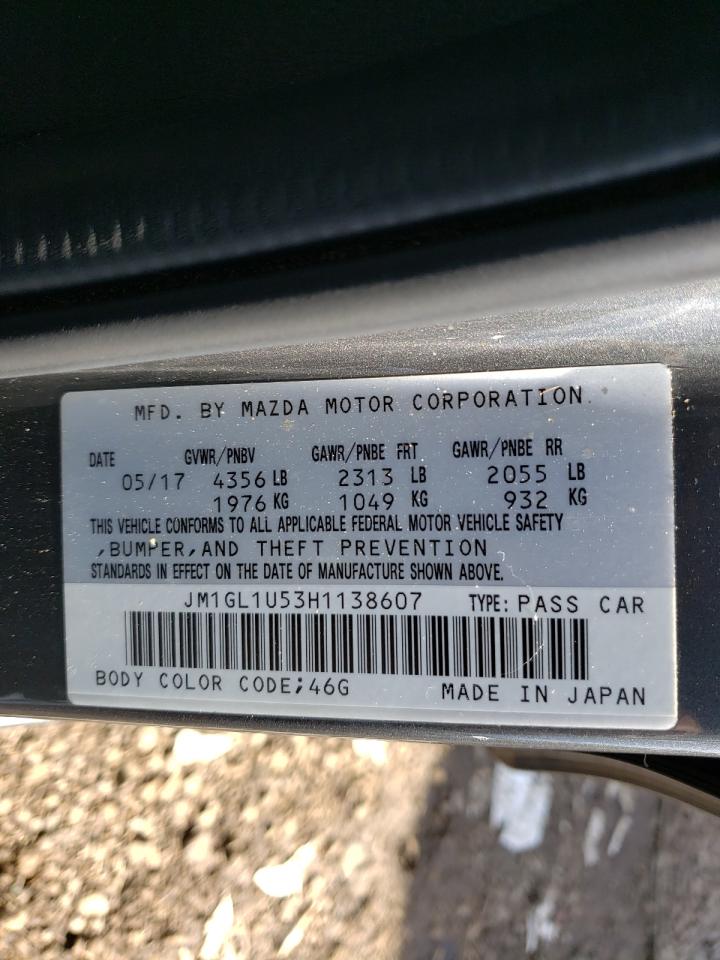 MFD. BY MAZDA MOTOR CORPORATION
DATE GVWR/PNBV GAWR/PNBE FRT GAWR/PNBE RR
05/17 4356 LB 2313 LB 2055 LB
1976 KG 1049 KG 932 KG
THIS VEHICLE CONFORMS TO ALL APPLICABLE FEDERAL MOTOR VEHICLE SAFETY
,BUMPER,AND THEFT PREVENTION
STANDARDS IN EFFECT ON THE DATE OF MANUFACTURE SHOWN ABOVE.
JM1GL1U53H1138607 TYPE: PASS CAR
BODY COLOR CODE;46G MADE IN JAPAN